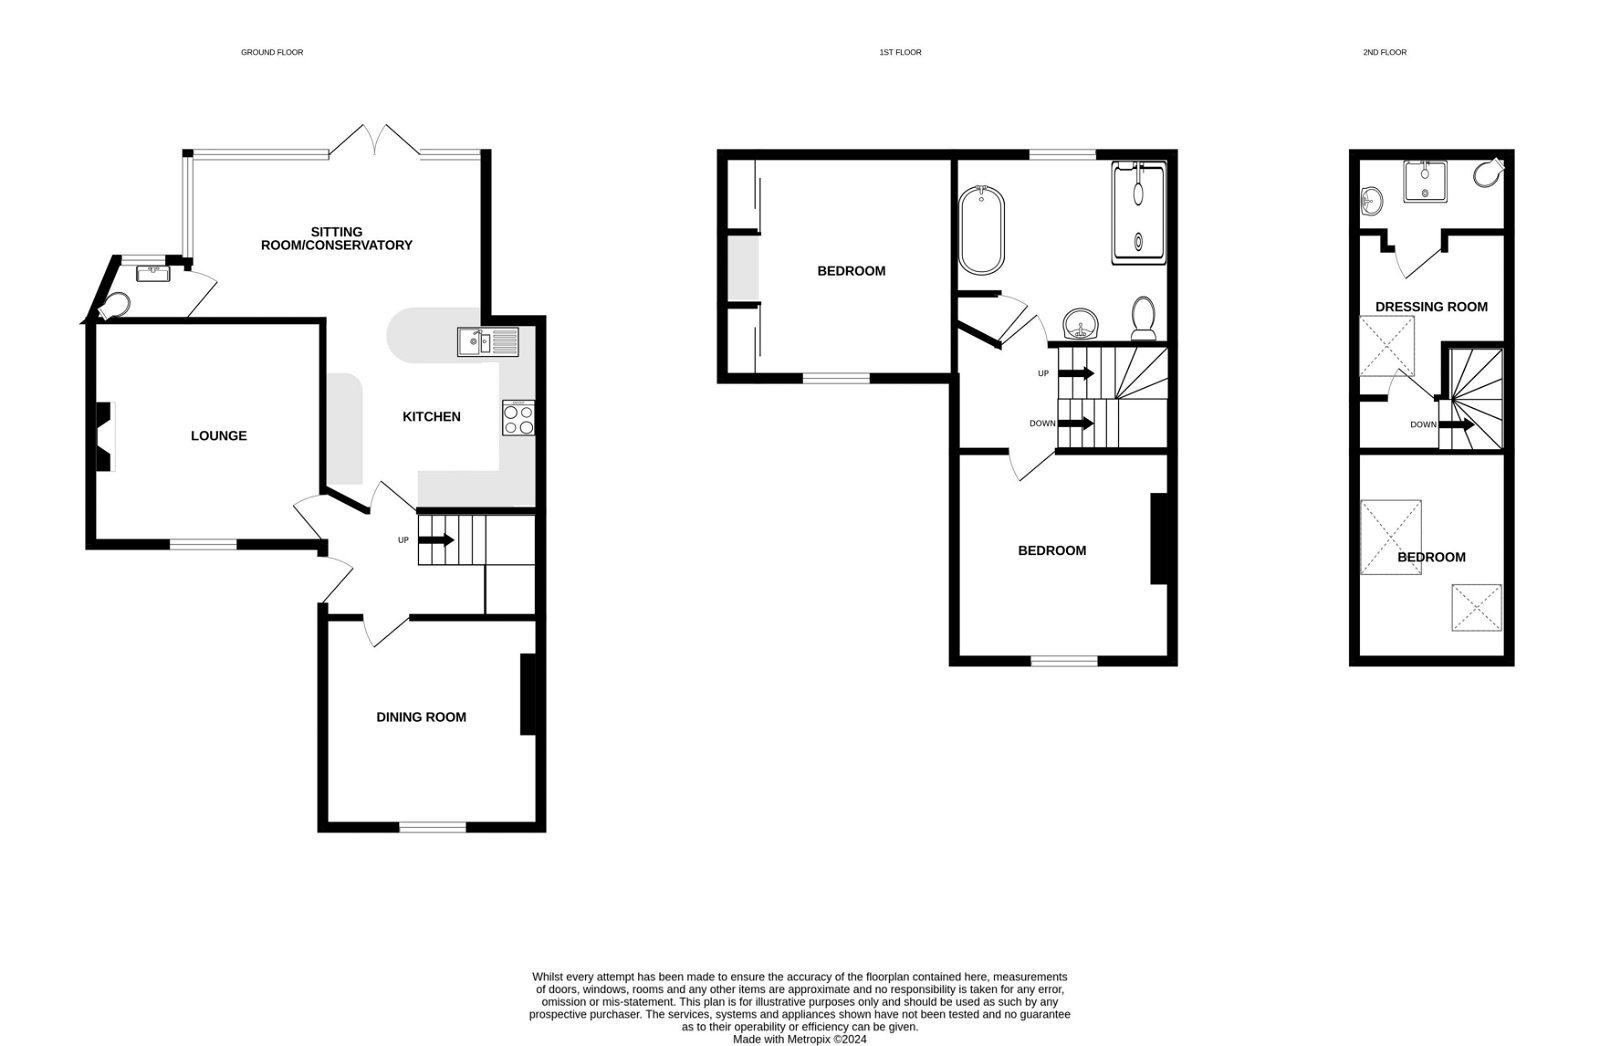 GROUND FLOOR
SITTING
ROOM/CONSERVATORY
LOUNGE
KITCHEN
UP
DINING ROOM
1ST FLOOR
BEDROOM
UP
DOWN
BEDROOM
2ND FLOOR
DRESSING ROOM
DOWN
BEDROOM
Whilst every attempt has been made to ensure the accuracy of the floorplan contained here, measurements
of doors, windows, rooms and any other items are approximate and no responsibility is taken for any error,
omission or mis-statement. This plan is for illustrative purposes only and should be used as such by any
prospective purchaser. The services, systems and appliances shown have not been tested and no guarantee
as to their operability or efficiency can be given.
Made with Metropix ©2024